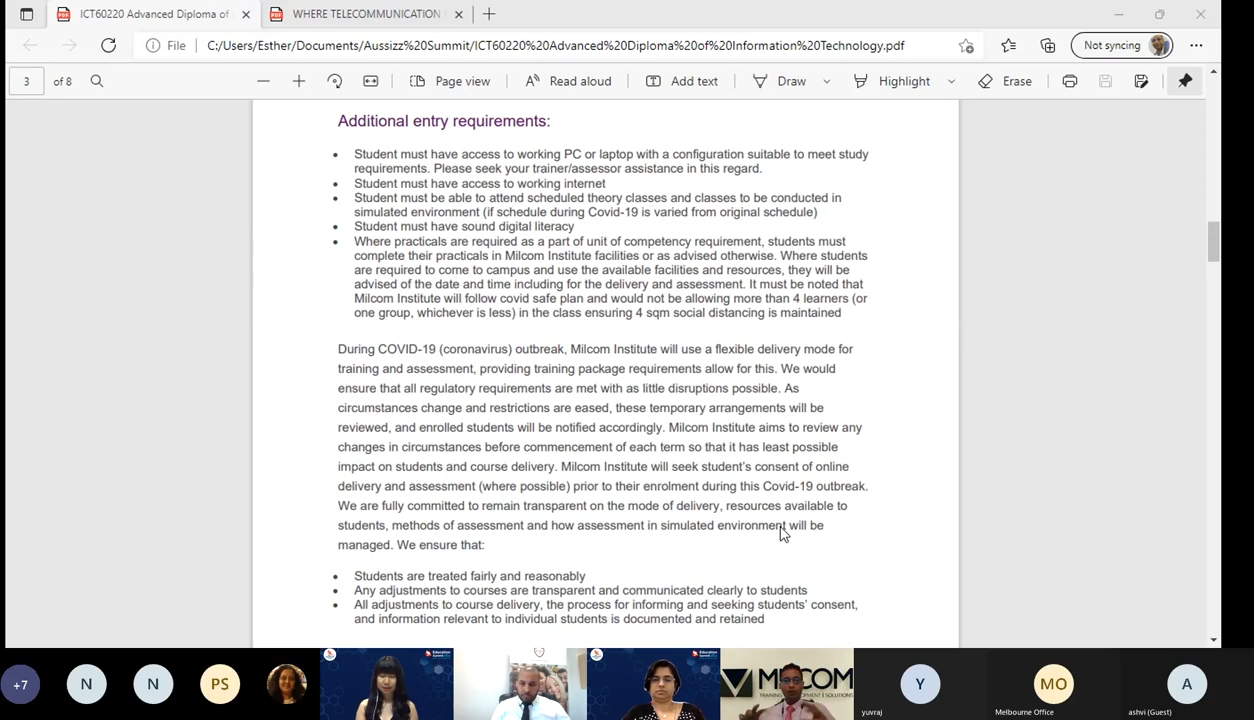 ICT60220 Advanced Diploma of
WHERE TELECOMMUNICATION
File
C:/Users/Esther/Documents/Aussizz%20Summit/ICT60220%20Advanced%20Diploma%20of%20Information%20Technology.pdf
Not syncing
3 of 8
Page view
Read aloud
Add text
Draw
Highlight
Erase
Additional entry requirements:
• Student must have access to working PC or laptop with a configuration suitable to meet study
requirements. Please seek your trainer/assessor assistance in this regard.
• Student must have access to working internet
• Student must be able to attend scheduled theory classes and classes to be conducted in
simulated environment (if schedule during Covid-19 is varied from original schedule)
• Student must have sound digital literacy
• Where practicals are required as a part of unit of competency requirement, students must
complete their practicals in Milcom Institute facilities or as advised otherwise. Where students
are required to come to campus and use the available facilities and resources, they will be
advised of the date and time including for the delivery and assessment. It must be noted that
Milcom Institute will follow covid safe plan and would not be allowing more than 4 learners (or
one group, whichever is less) in the class ensuring 4 sqm social distancing is maintained
During COVID-19 (coronavirus) outbreak, Milcom Institute will use a flexible delivery mode for
training and assessment, providing training package requirements allow for this. We would
ensure that all regulatory requirements are met with as little disruptions possible. As
circumstances change and restrictions are eased, these temporary arrangements will be
reviewed, and enrolled students will be notified accordingly. Milcom Institute aims to review any
changes in circumstances before commencement of each term so that it has least possible
impact on students and course delivery. Milcom Institute will seek student's consent of online
delivery and assessment (where possible) prior to their enrolment during this Covid-19 outbreak.
We are fully committed to remain transparent on the mode of delivery, resources available to
students, methods of assessment and how assessment in simulated environment will be
managed. We ensure that:
• Students are treated fairly and reasonably
• Any adjustments to courses are transparent and communicated clearly to students
• All adjustments to course delivery, the process for informing and seeking students' consent,
and information relevant to individual students is documented and retained
+7
N
N
PS
Y
MO
A
yuvraj
Melbourne Office
ashvi (Guest)